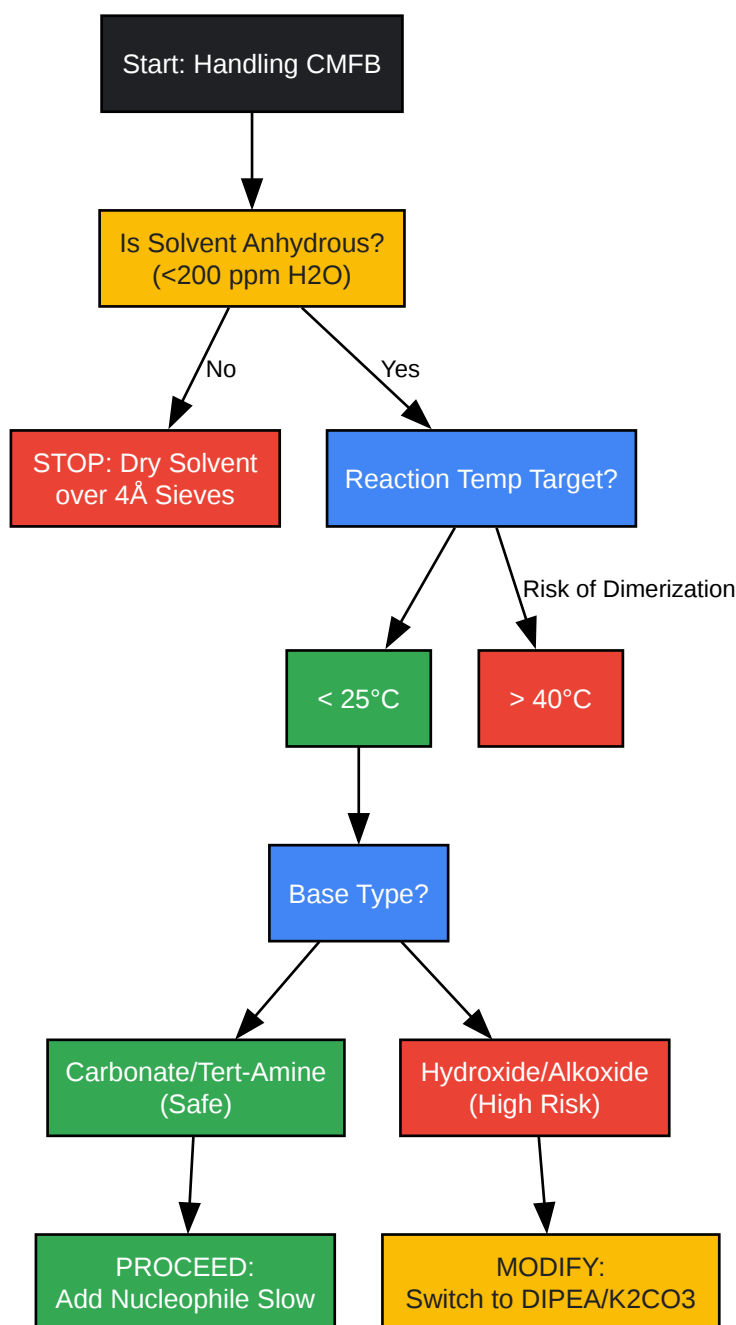 Start: Handling CMFB
Is Solvent Anhydrous?
(<200 ppm H2O)
No
Yes
STOP: Dry Solvent
over 4Å Sieves
Reaction Temp Target?
Risk of Dimerization
< 25°C
> 40°C
Base Type?
Carbonate/Tert-Amine
(Safe)
Hydroxide/Alkoxide
(High Risk)
PROCEED:
Add Nucleophile Slow
MODIFY:
Switch to DIPEA/K2CO3